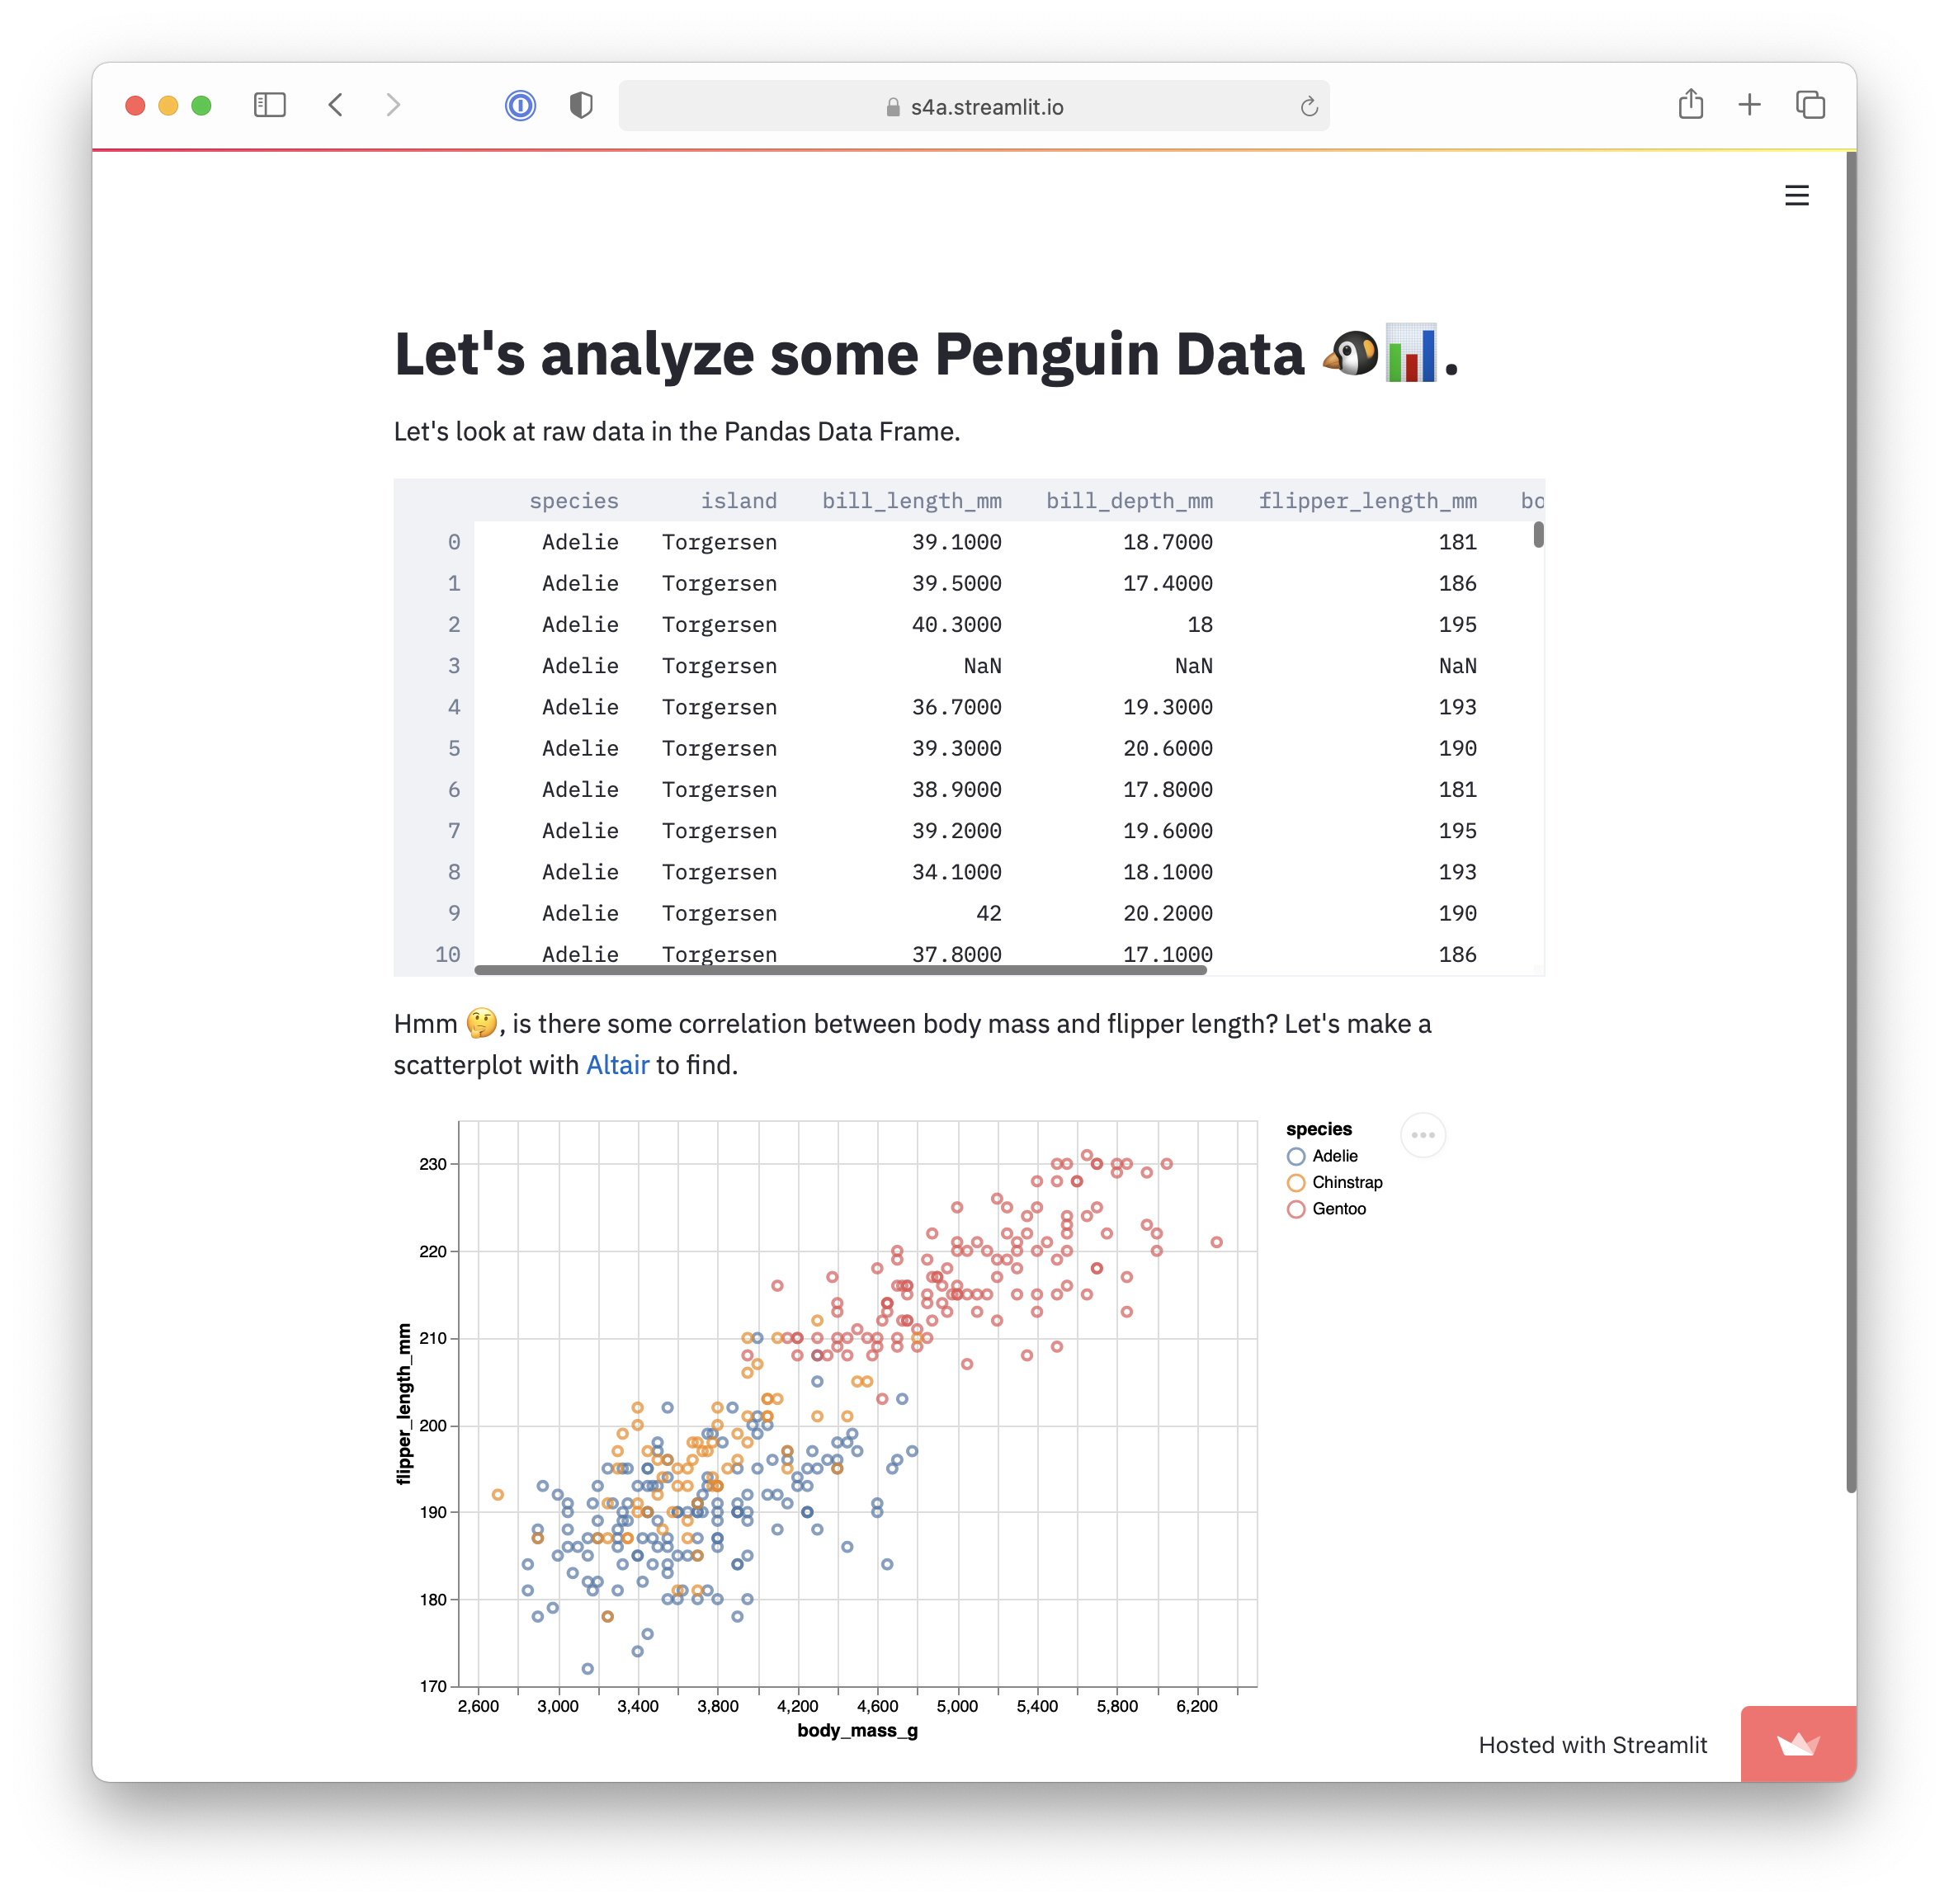 s4a.streamlit.io
Let's analyze some Penguin Data 🐧📊.
Let's look at raw data in the Pandas Data Frame.
species island bill_length_mm bill_depth_mm flipper_length_mm bo
0 Adelie Torgersen 39.1000 18.7000 181
1 Adelie Torgersen 39.5000 17.4000 186
2 Adelie Torgersen 40.3000 18 195
3 Adelie Torgersen NaN NaN NaN
4 Adelie Torgersen 36.7000 19.3000 193
5 Adelie Torgersen 39.3000 20.6000 190
6 Adelie Torgersen 38.9000 17.8000 181
7 Adelie Torgersen 39.2000 19.6000 195
8 Adelie Torgersen 34.1000 18.1000 193
9 Adelie Torgersen 42 20.2000 190
10 Adelie Torgersen 37.8000 17.1000 186
Hmm 🤔, is there some correlation between body mass and flipper length? Let's make a
scatterplot with Altair to find.
flipper_length_mm
230
220
210
200
190
180
170
2,600 3,000 3,400 3,800 4,200 4,600 5,000 5,400 5,800 6,200
body_mass_g
species
Adelie
Chinstrap
Gentoo
Hosted with Streamlit